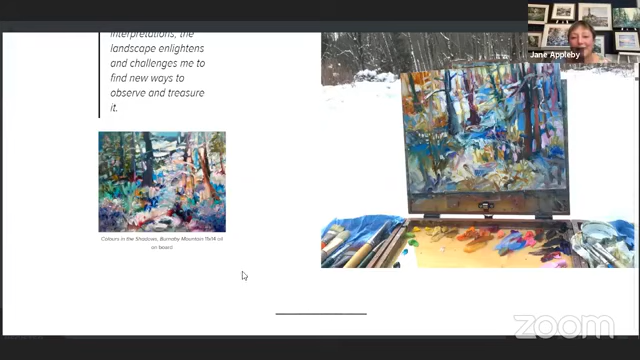 interpretations, the
landscape enlightens
and challenges me to
find new ways to
observe and treasure
it.
Colours in the Shadows, Burnaby Mountain 11x14 oil
on board
Jane Appleby
zoom